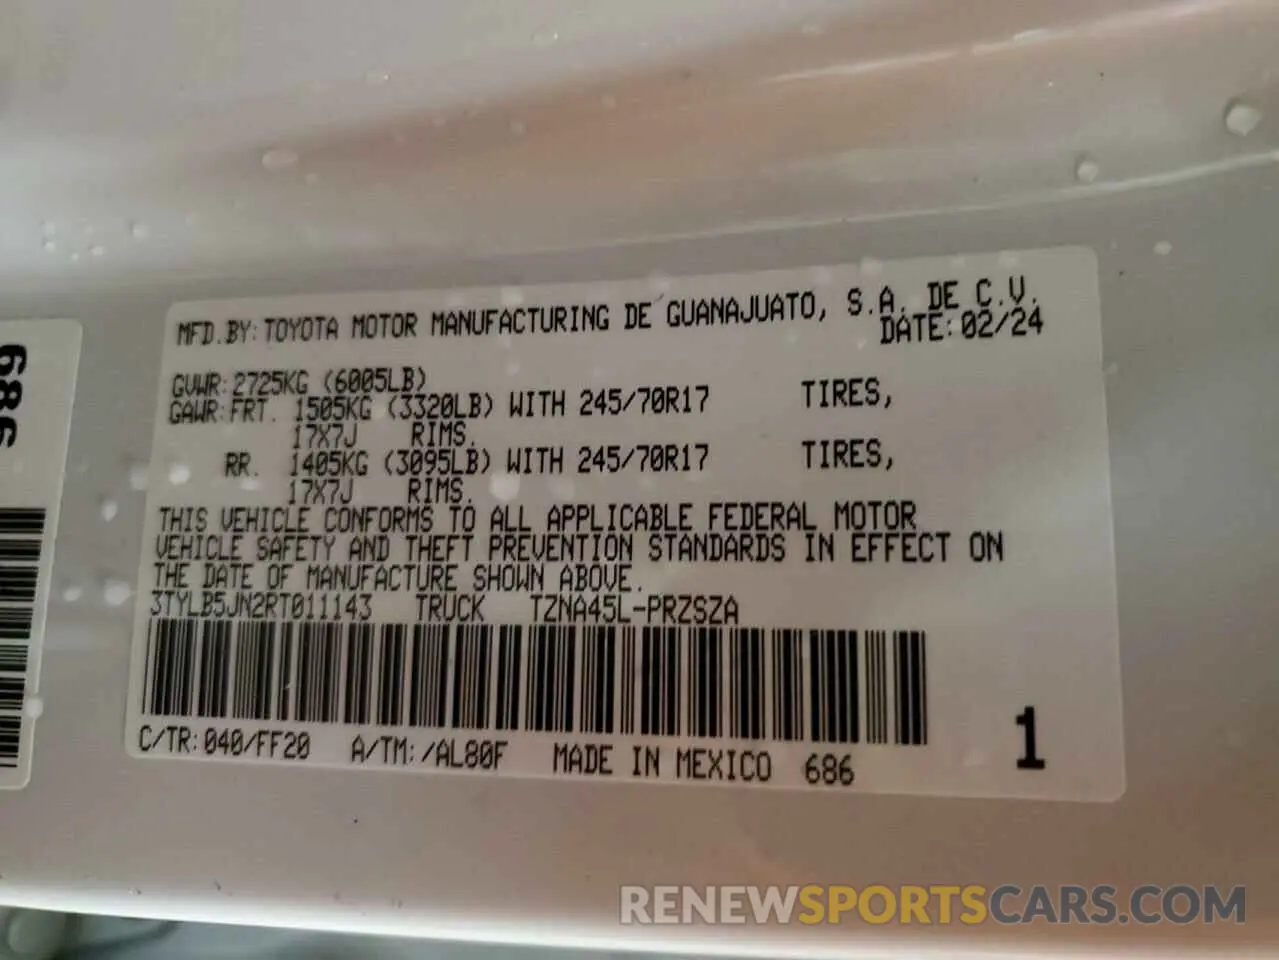 MFD.BY:TOYOTA MOTOR MANUFACTURING DE GUANAJUATO, S.A. DE C.V.
DATE:02/24
GVWR:2725KG (6005LB)
GAWR:FRT. 1505KG (3320LB) WITH 245/70R17 TIRES,
17X7J RIMS.
RR. 1405KG (3095LB) WITH 245/70R17 TIRES,
17X7J RIMS.
THIS VEHICLE CONFORMS TO ALL APPLICABLE FEDERAL MOTOR
VEHICLE SAFETY AND THEFT PREVENTION STANDARDS IN EFFECT ON
THE DATE OF MANUFACTURE SHOWN ABOVE.
3TYLB5JN2RT011143 TRUCK TZNA45L-PRZSZA
C/TR:040/FF20 A/TM:/AL80F MADE IN MEXICO 686
1
686
RENEWSPORTSCARS.COM